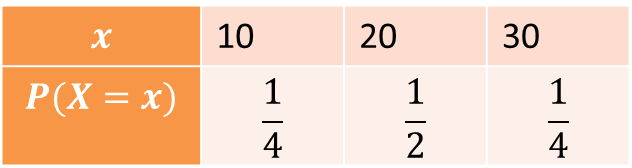 x 10 20 30
P(X = x) 1/4 1/2 1/4